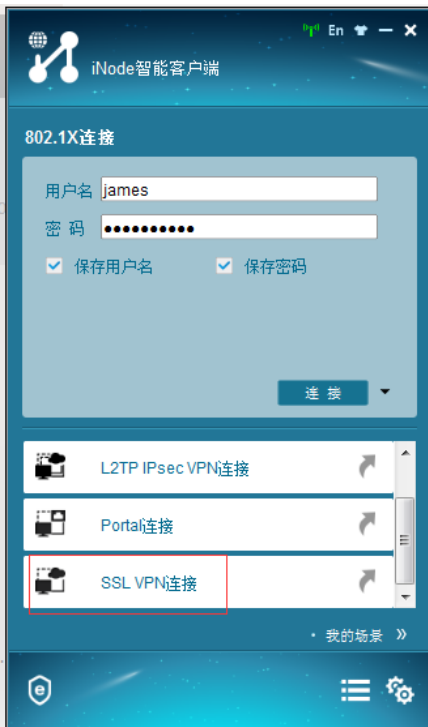 En
iNode智能客户端
802.1X连接
用户名 james
密 码 ●●●●●●●●●●
保存用户名 保存密码
连 接
L2TP IPsec VPN连接
Portal连接
SSL VPN连接
· 我的场景 »